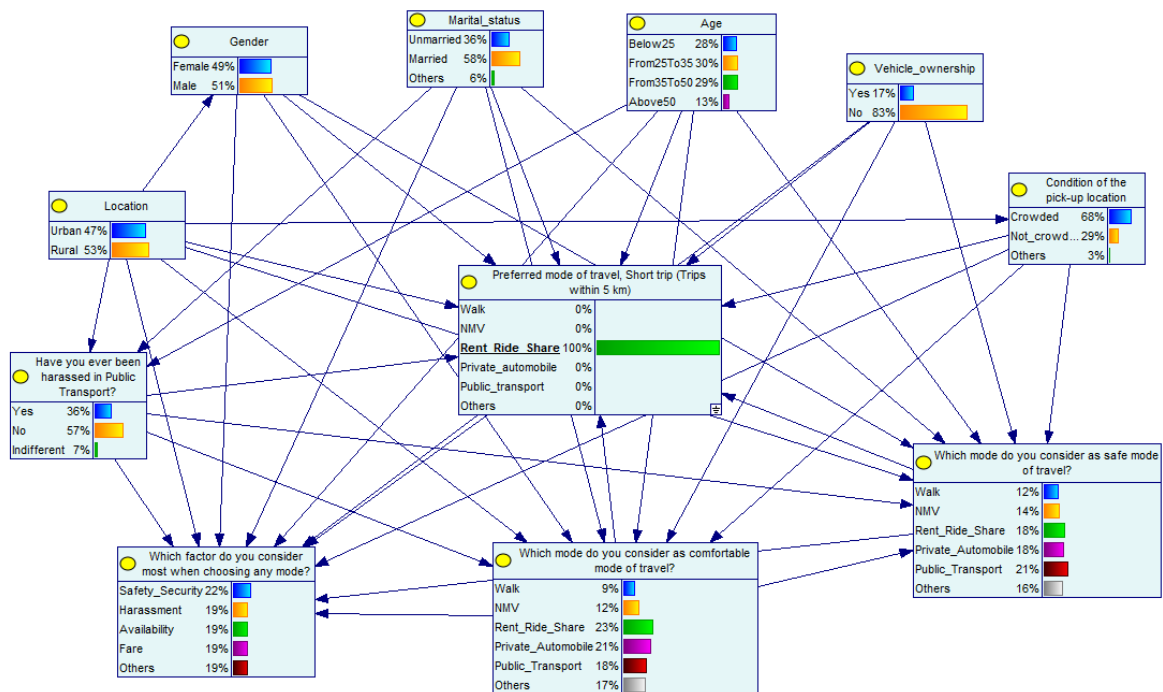 Gender
Female 49%
Male 51%
Marital_status
Unmarried 36%
Married 58%
Others 6%
Age
Below25 28%
From25To35 30%
From35To50 29%
Above50 13%
Vehicle_ownership
Yes 17%
No 83%
Location
Urban 47%
Rural 53%
Condition of the
pick-up location
Crowded 68%
Not_crowd... 29%
Others 3%
Preferred mode of travel, Short trip (Trips
within 5 km)
Walk 0%
NMV 0%
Rent_Ride_Share 100%
Private_automobile 0%
Public_transport 0%
Others 0%
Have you ever been
harassed in Public
Transport?
Yes 36%
No 57%
Indifferent 7%
Which mode do you consider as safe mode
of travel?
Walk 12%
NMV 14%
Rent_Ride_Share 18%
Private_Automobile 18%
Public_Transport 21%
Others 16%
Which factor do you consider
most when choosing any mode?
Safety_Security 22%
Harassment 19%
Availability 19%
Fare 19%
Others 19%
Which mode do you consider as comfortable
mode of travel?
Walk 9%
NMV 12%
Rent_Ride_Share 23%
Private_Automobile 21%
Public_Transport 18%
Others 17%